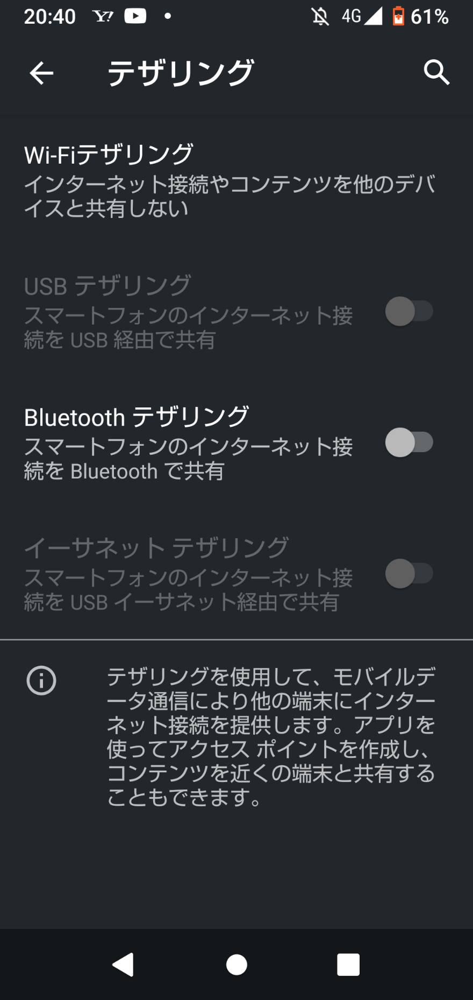 20:40 Y! 4G 61%
テザリング
Wi-Fiテザリング
インターネット接続やコンテンツを他のデバ
イスと共有しない
USB テザリング
スマートフォンのインターネット接
続を USB 経由で共有
Bluetooth テザリング
スマートフォンのインターネット接
続を Bluetooth で共有
イーサネット テザリング
スマートフォンのインターネット接
続を USB イーサネット経由で共有
テザリングを使用して、モバイルデ
ータ通信により他の端末にインター
ネット接続を提供します。アプリを
使ってアクセス ポイントを作成し、
コンテンツを近くの端末と共有する
こともできます。